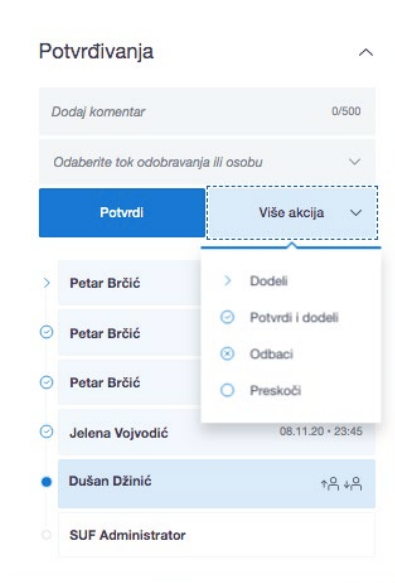 Potvrđivanja
Dodaj komentar 0/500
Odaberite tok odobravanja ili osobu
Potvrdi Više akcija
Petar Brčić Dodeli
Potvrdi i dodeli
Petar Brčić
Odbaci
Petar Brčić Preskoči
Jelena Vojvodić 08.11.20 • 23:45
Dušan Džinić
SUF Administrator